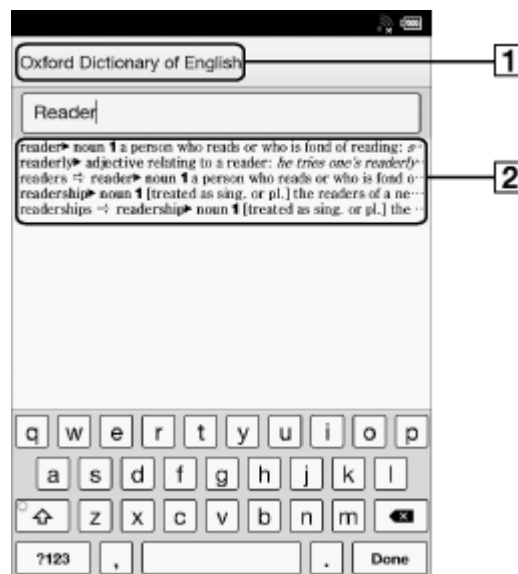 Oxford Dictionary of English
1
Reader
reader▸ noun 1 a person who reads or who is fond of reading: s···
readerly▸ adjective relating to a reader: he tries one's readerly···
readers ⇨ reader▸ noun 1 a person who reads or who is fond o···
readership▸ noun 1 [treated as sing. or pl.] the readers of a ne···
readerships ⇨ readership▸ noun 1 [treated as sing. or pl.] the ···
2
q w e r t y u i o p
a s d f g h j k l
z x c v b n m
?123 , . Done